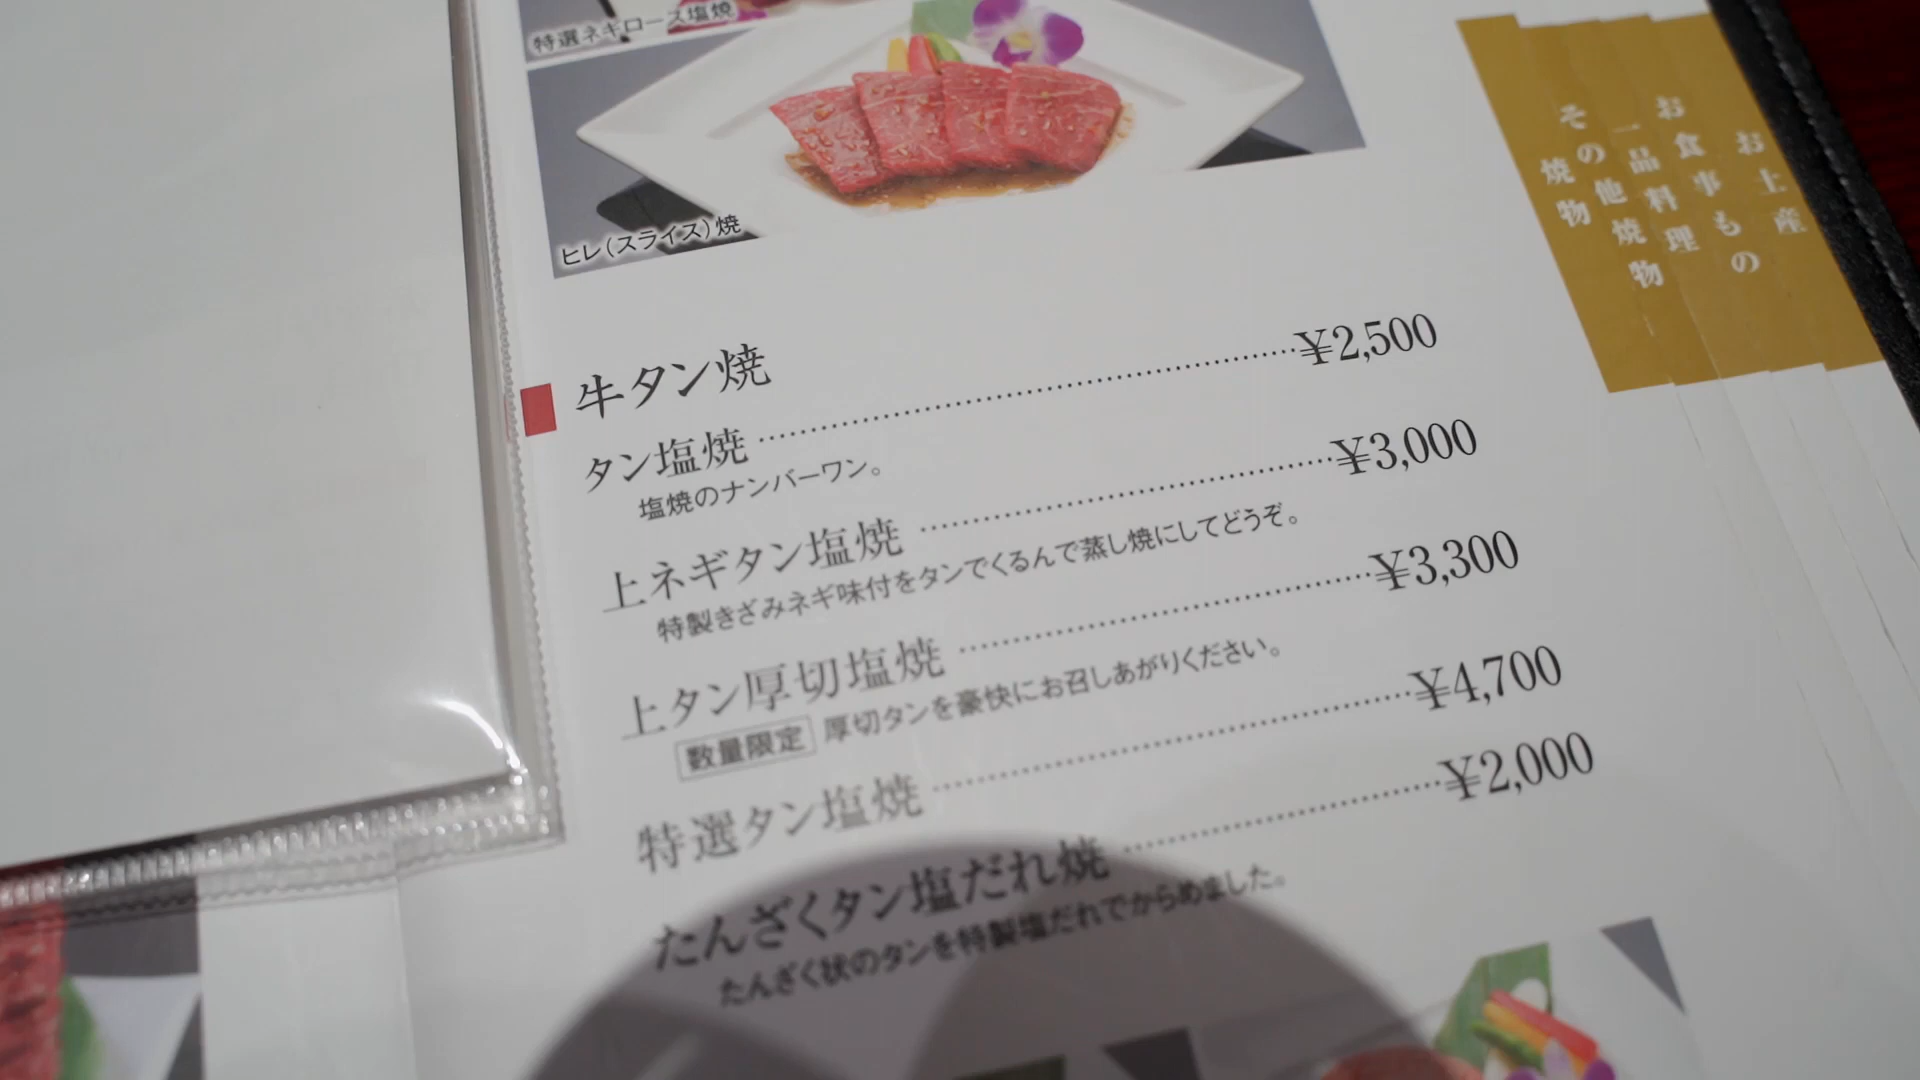 特選ネギロース塩焼
ヒレ(スライス)焼
牛タン焼
タン塩焼 ¥2,500
塩焼のナンバーワン。
上ネギタン塩焼 ¥3,000
特製きざみネギ味付をタンでくるんで蒸し焼にしてどうぞ。
上タン厚切塩焼 ¥3,300
数量限定 厚切タンを豪快にお召しあがりください。
特選タン塩焼 ¥4,700
たんざくタン塩だれ焼 ¥2,000
たんざく状のタンを特製塩だれでからめました。
焼物
その他焼物
一品料理
お食事もの
お土産